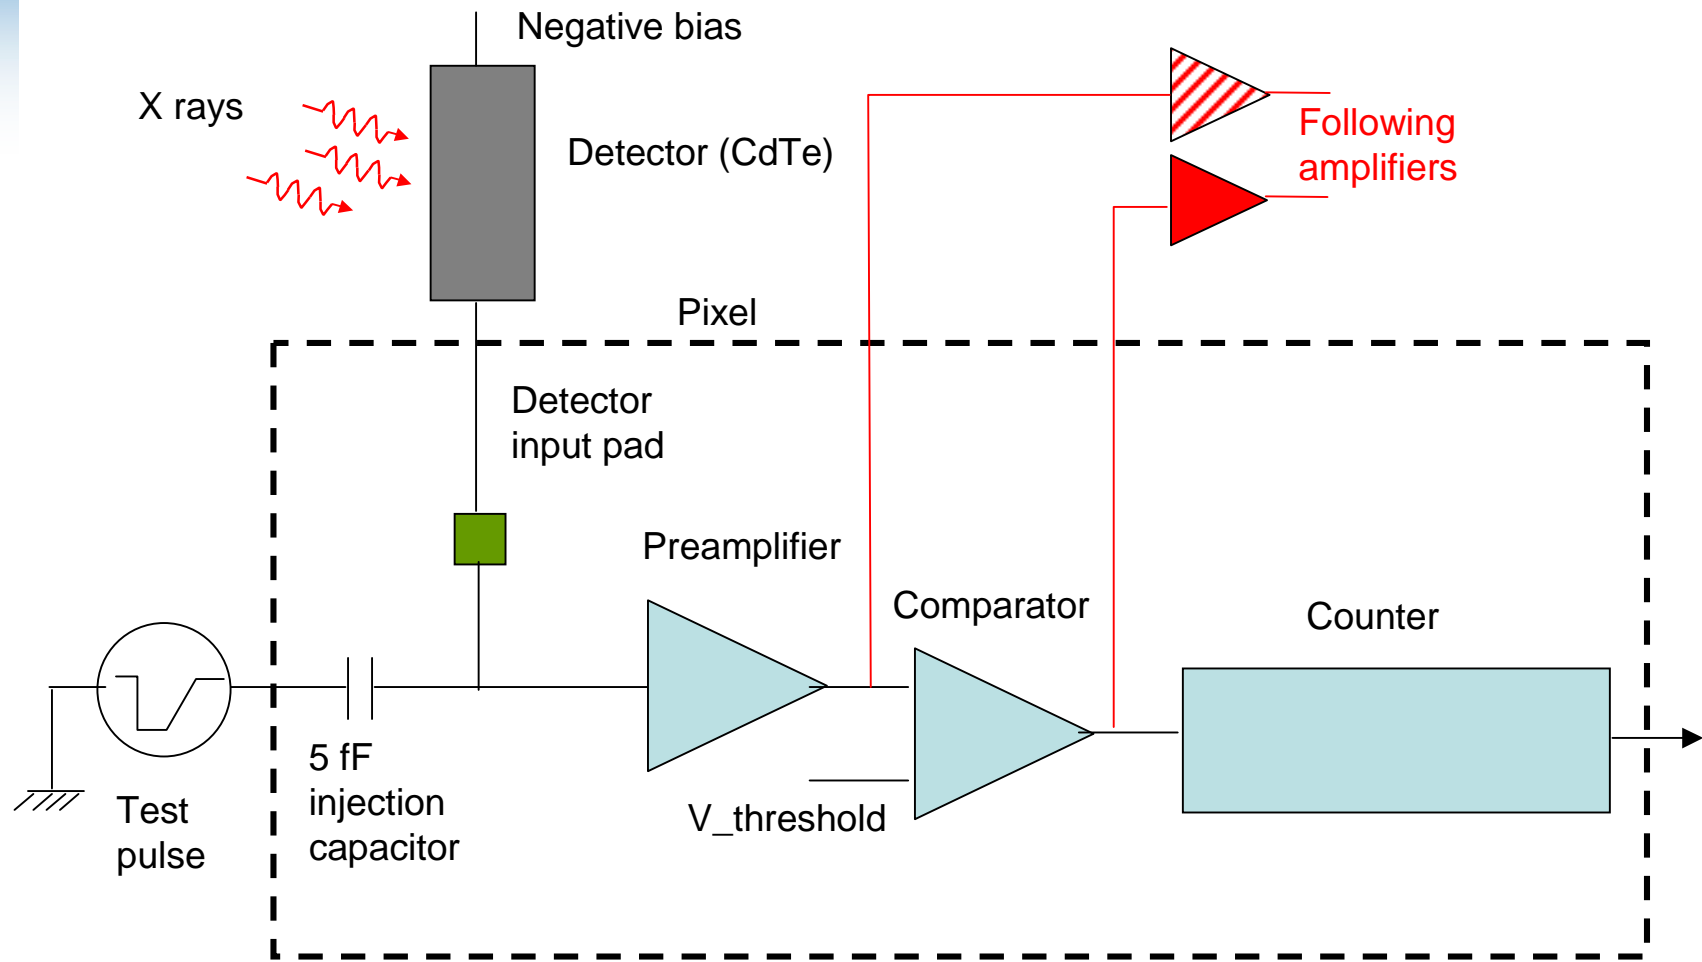 Negative bias
X rays
Detector (CdTe)
Following
amplifiers
Pixel
Detector
input pad
Preamplifier
Comparator
Counter
5 fF
injection
capacitor
Test
pulse
V_threshold